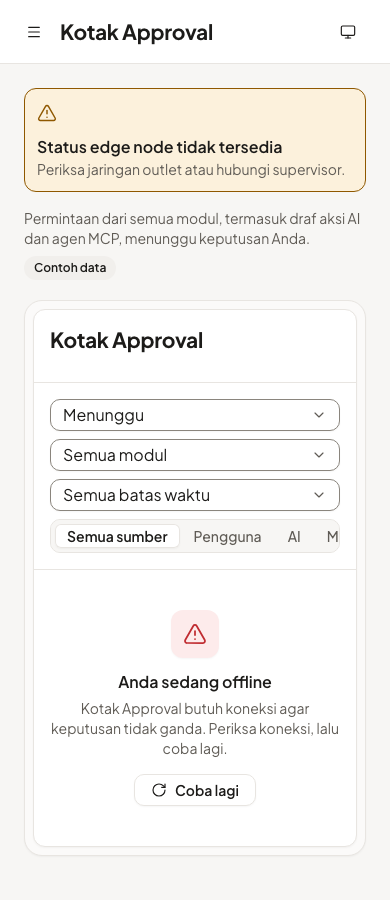 Kotak Approval
Status edge node tidak tersedia
Periksa jaringan outlet atau hubungi supervisor.
Permintaan dari semua modul, termasuk draf aksi AI
dan agen MCP, menunggu keputusan Anda.
Contoh data
Kotak Approval
Menunggu
Semua modul
Semua batas waktu
Semua sumber Pengguna AI M
Anda sedang offline
Kotak Approval butuh koneksi agar
keputusan tidak ganda. Periksa koneksi, lalu
coba lagi.
Coba lagi